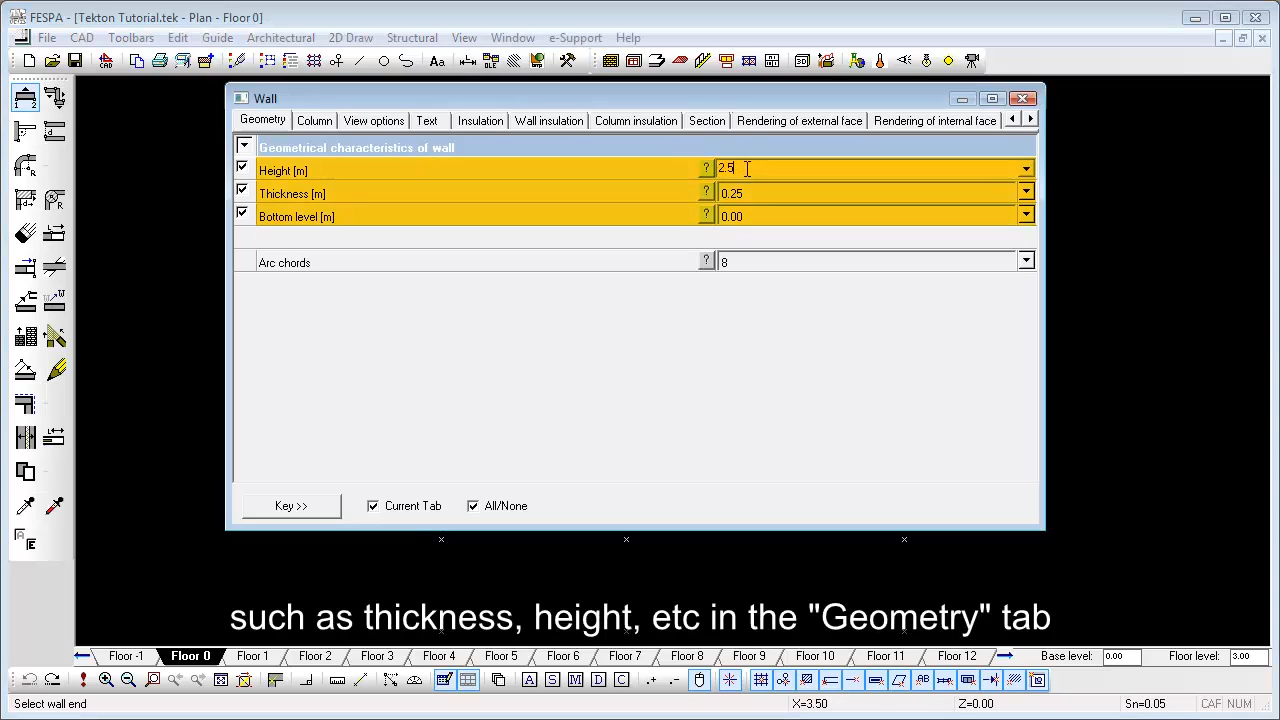 FESPA - [Tekton Tutorial.tek - Plan - Floor 0]
File CAD Toolbars Edit Guide Architectural 2D Draw Structural View Window e-Support Help
Wall
Geometry Column View options Text Insulation Wall insulation Column insulation Section Rendering of external face Rendering of internal face
Geometrical characteristics of wall
Height [m] ? 2.5
Thickness [m] ? 0.25
Bottom level [m] ? 0.00
Arc chords ? 8
Key >> Current Tab All/None
such as thickness, height, etc in the "Geometry" tab
Floor -1 Floor 0 Floor 1 Floor 2 Floor 3 Floor 4 Floor 5 Floor 6 Floor 7 Floor 8 Floor 9 Floor 10 Floor 11 Floor 12 Base level: 0.00 Floor level: 3.00
A S M D C
Select wall end X=3.50 Z=0.00 Sn=0.05 CAF NUM